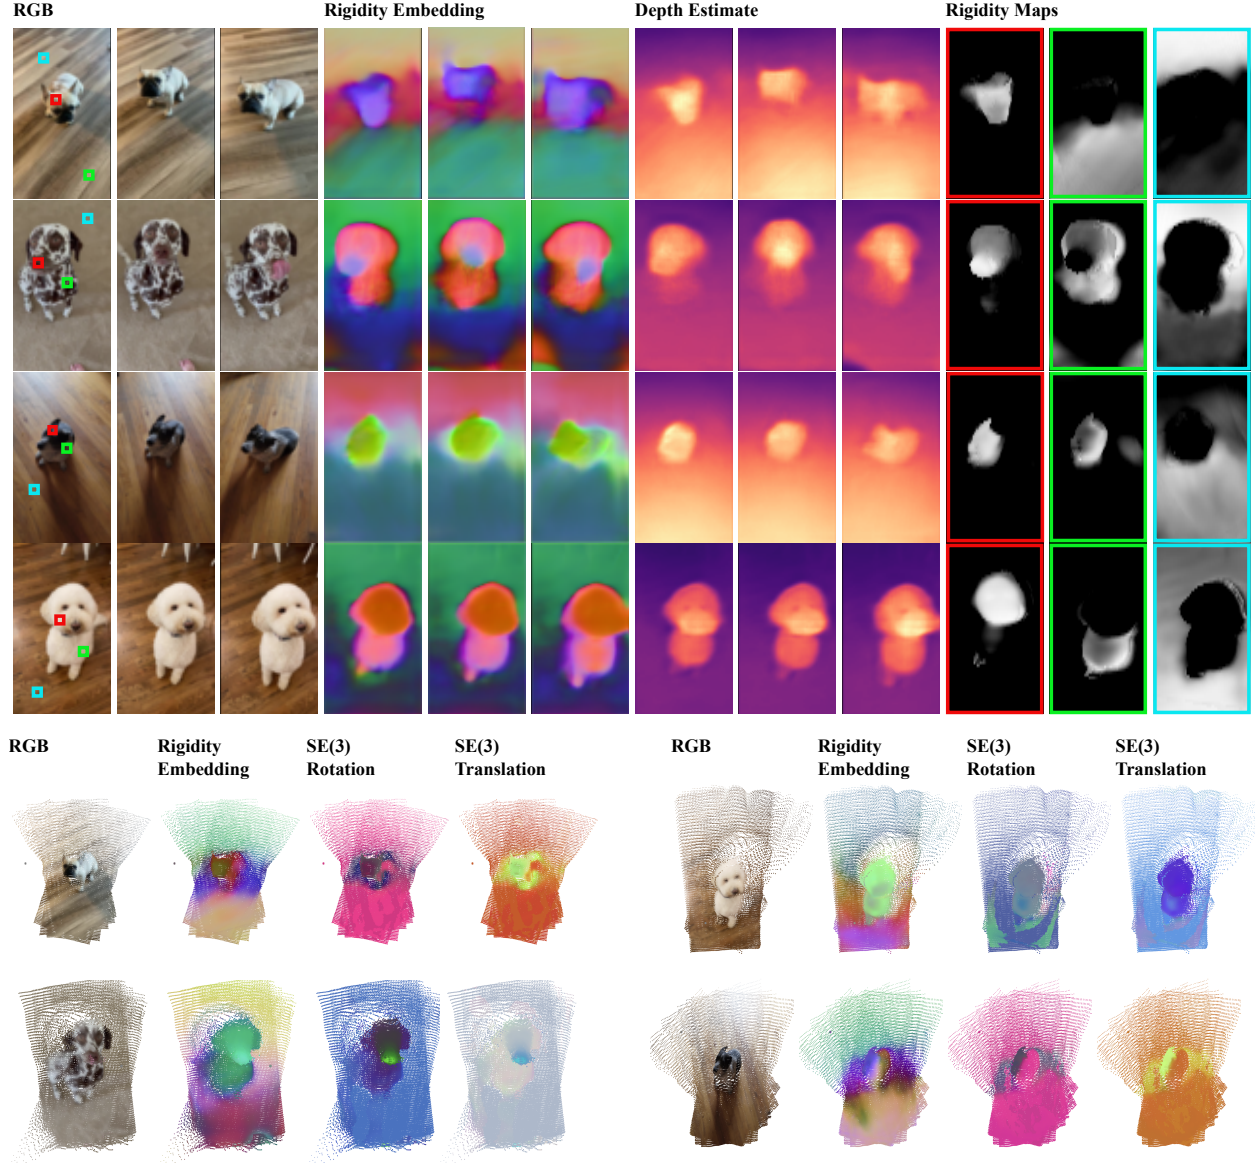 RGB Rigidity Embedding Depth Estimate Rigidity Maps
RGB Rigidity Embedding SE(3) Rotation SE(3) Translation RGB Rigidity Embedding SE(3) Rotation SE(3) Translation